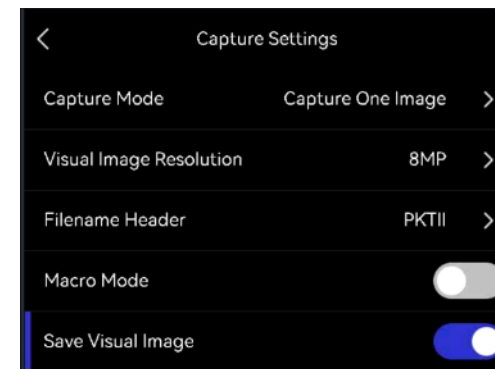 Capture Settings
Capture Mode Capture One Image
Visual Image Resolution 8MP
Filename Header PKTII
Macro Mode
Save Visual Image